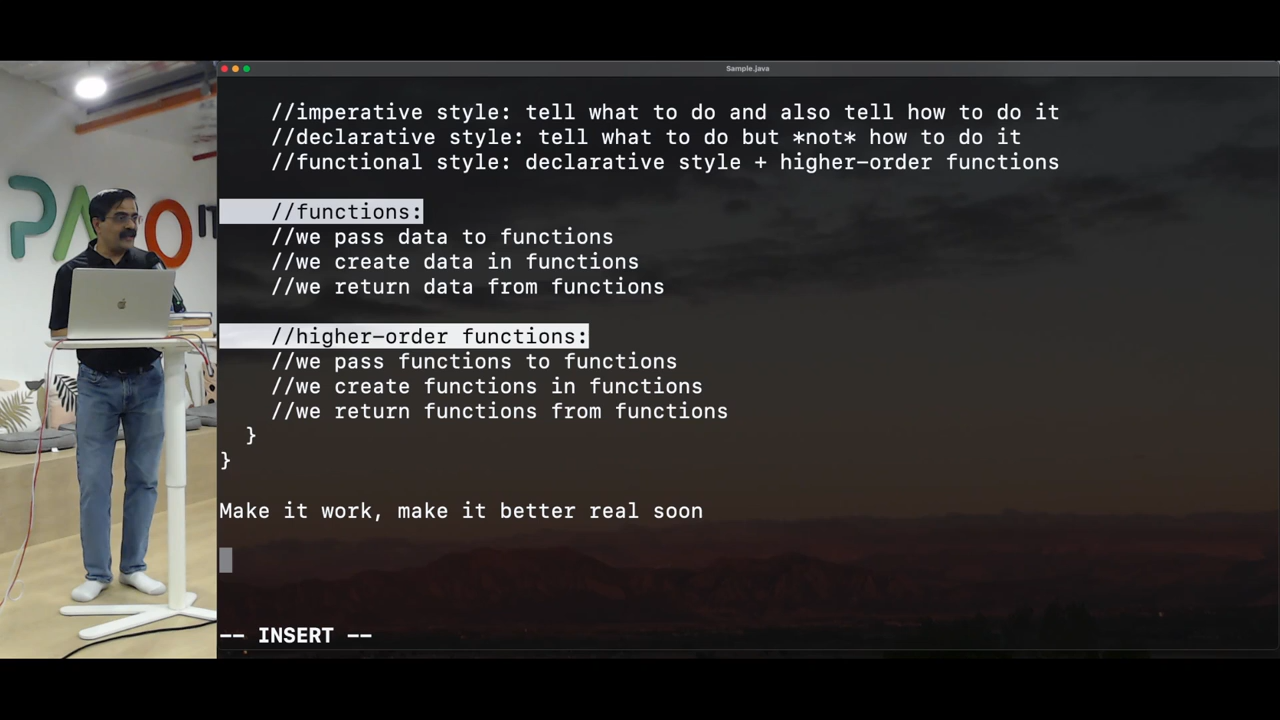 Sample.java
//imperative style: tell what to do and also tell how to do it
//declarative style: tell what to do but *not* how to do it
//functional style: declarative style + higher-order functions
//functions:
//we pass data to functions
//we create data in functions
//we return data from functions
//higher-order functions:
//we pass functions to functions
//we create functions in functions
//we return functions from functions
}
}
Make it work, make it better real soon
-- INSERT --